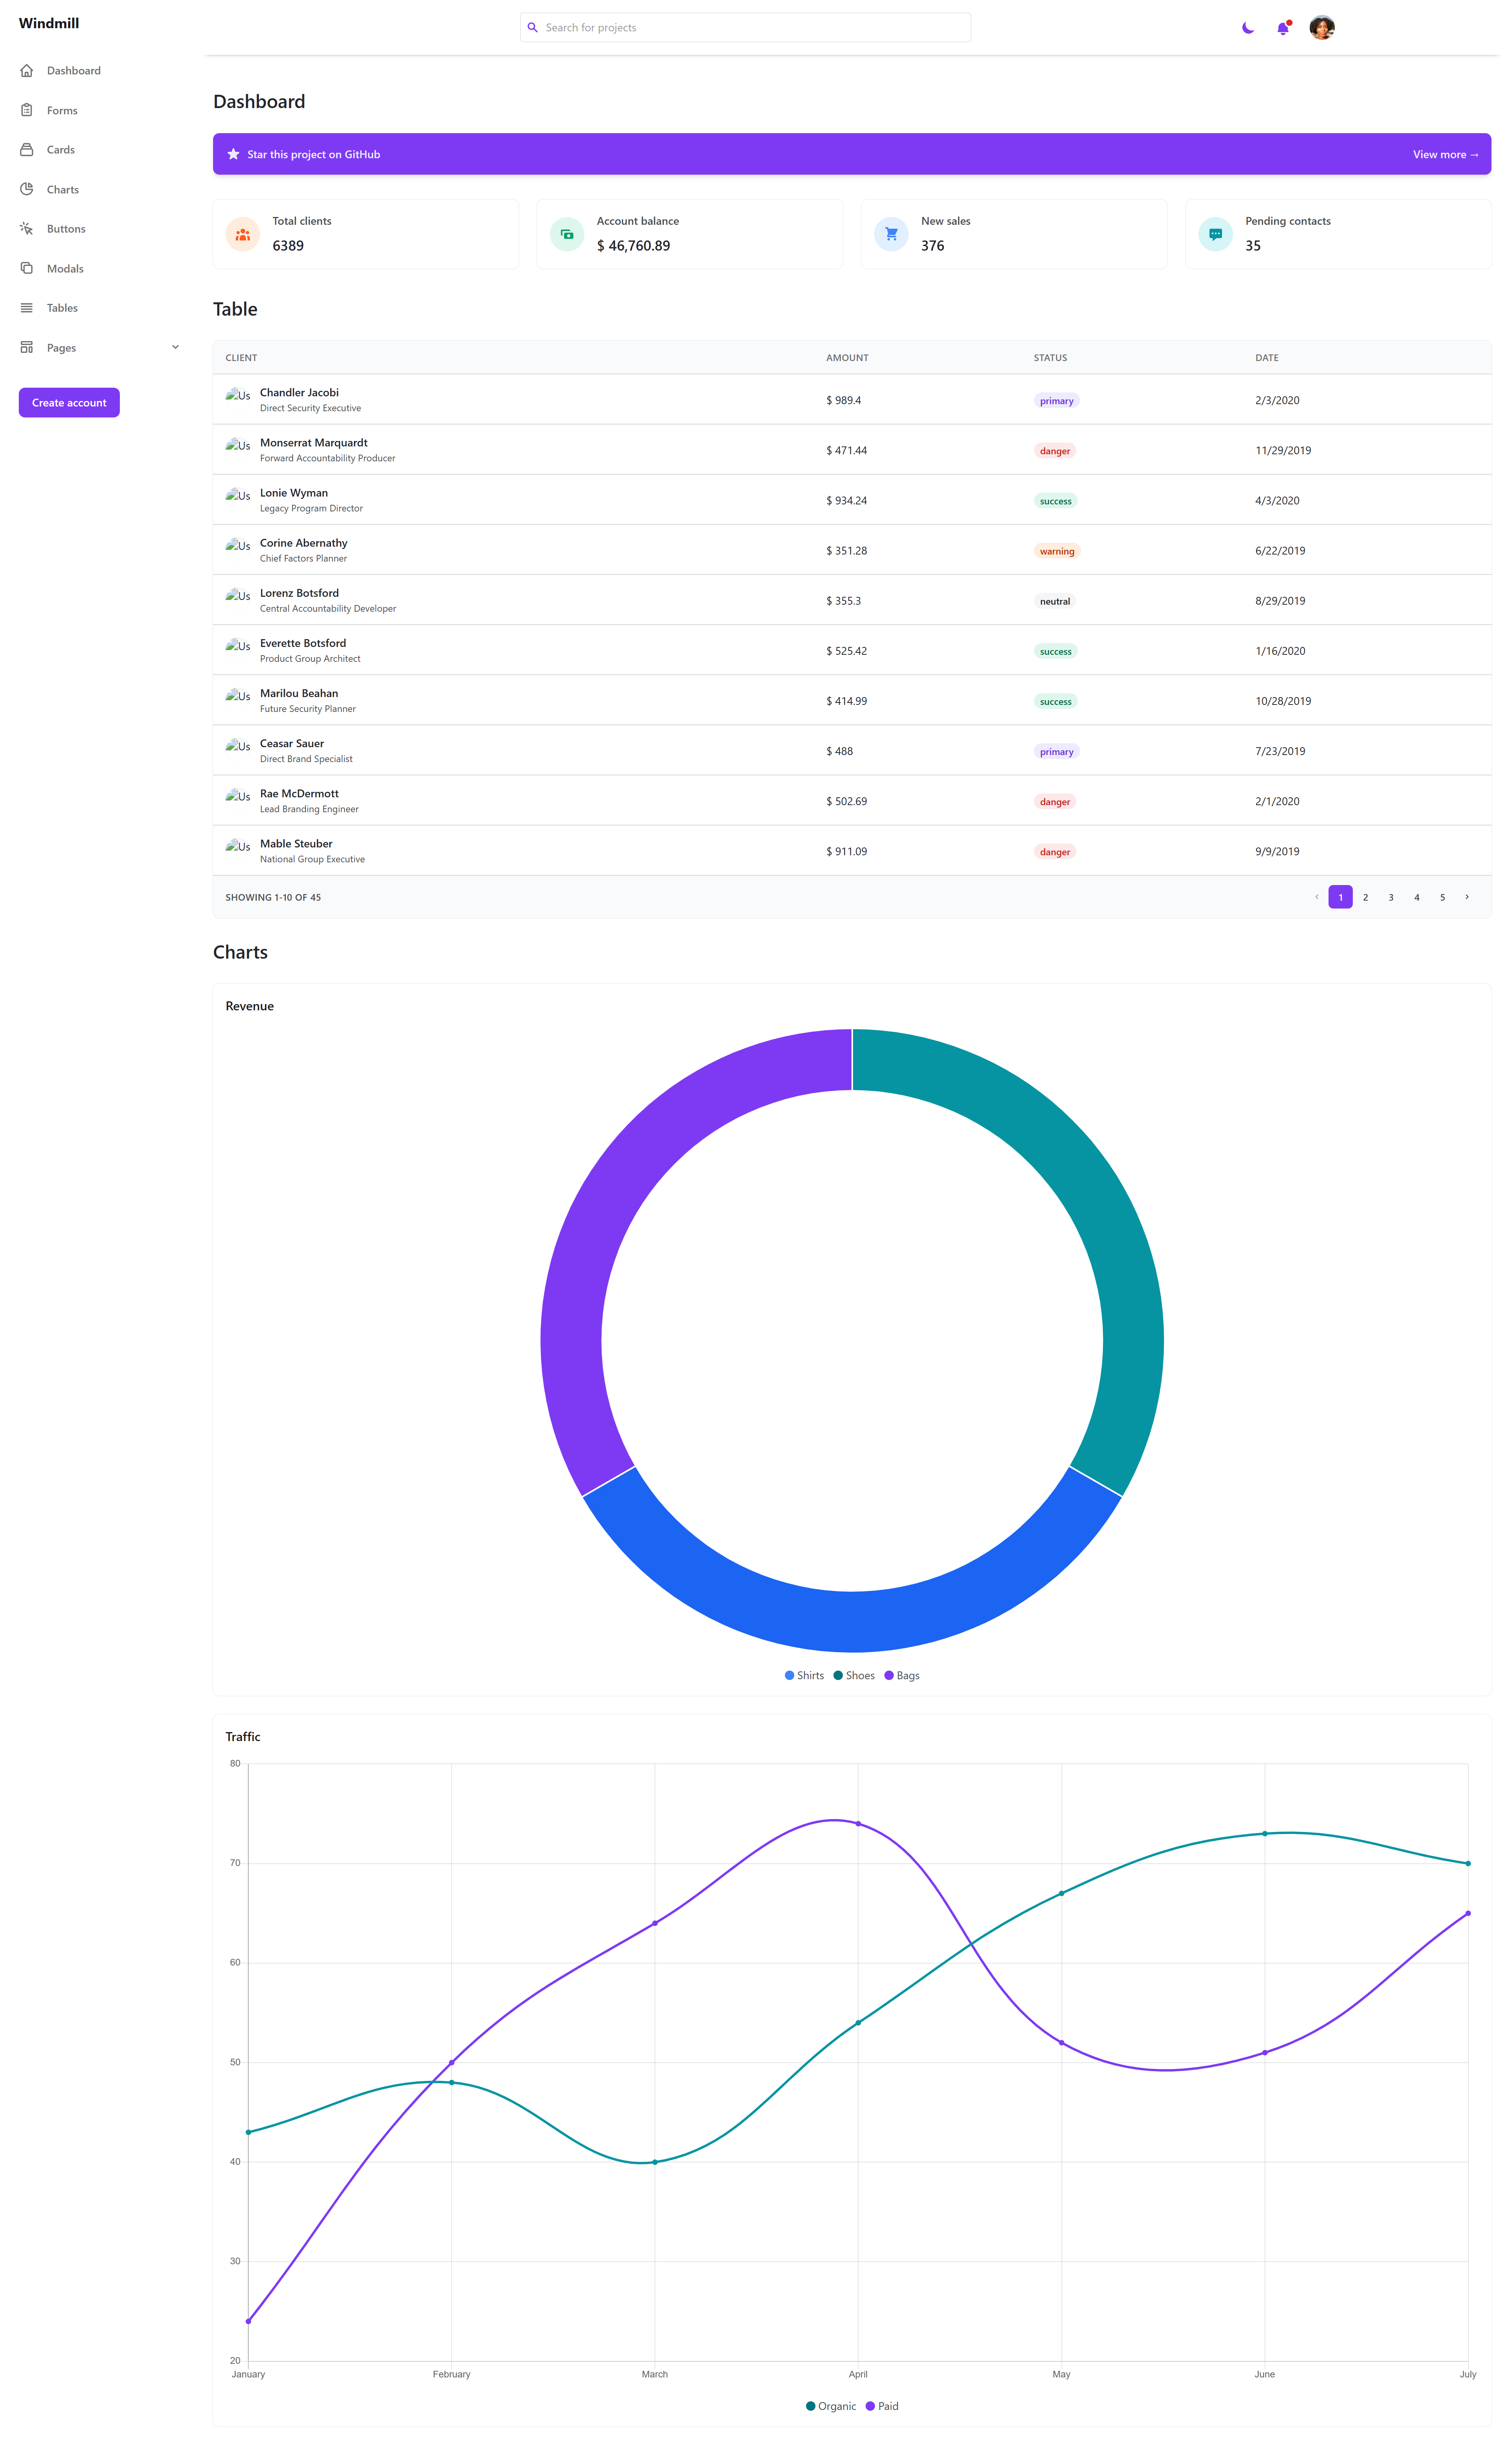 Windmill
Search for projects
Dashboard
Forms
Cards
Charts
Buttons
Modals
Tables
Pages
Create account
Dashboard
Star this project on GitHub
View more →
Total clients
6389
Account balance
$ 46,760.89
New sales
376
Pending contacts
35
Table
CLIENT AMOUNT STATUS DATE
Us
Chandler Jacobi
Direct Security Executive
$ 989.4 primary 2/3/2020
Us
Monserrat Marquardt
Forward Accountability Producer
$ 471.44 danger 11/29/2019
Us
Lonie Wyman
Legacy Program Director
$ 934.24 success 4/3/2020
Us
Corine Abernathy
Chief Factors Planner
$ 351.28 warning 6/22/2019
Us
Lorenz Botsford
Central Accountability Developer
$ 355.3 neutral 8/29/2019
Us
Everette Botsford
Product Group Architect
$ 525.42 success 1/16/2020
Us
Marilou Beahan
Future Security Planner
$ 414.99 success 10/28/2019
Us
Ceasar Sauer
Direct Brand Specialist
$ 488 primary 7/23/2019
Us
Rae McDermott
Lead Branding Engineer
$ 502.69 danger 2/1/2020
Us
Mable Steuber
National Group Executive
$ 911.09 danger 9/9/2019
SHOWING 1-10 OF 45
1 2 3 4 5
Charts
Revenue
Shirts Shoes Bags
Traffic
80
70
60
50
40
30
20
January February March April May June July
Organic Paid